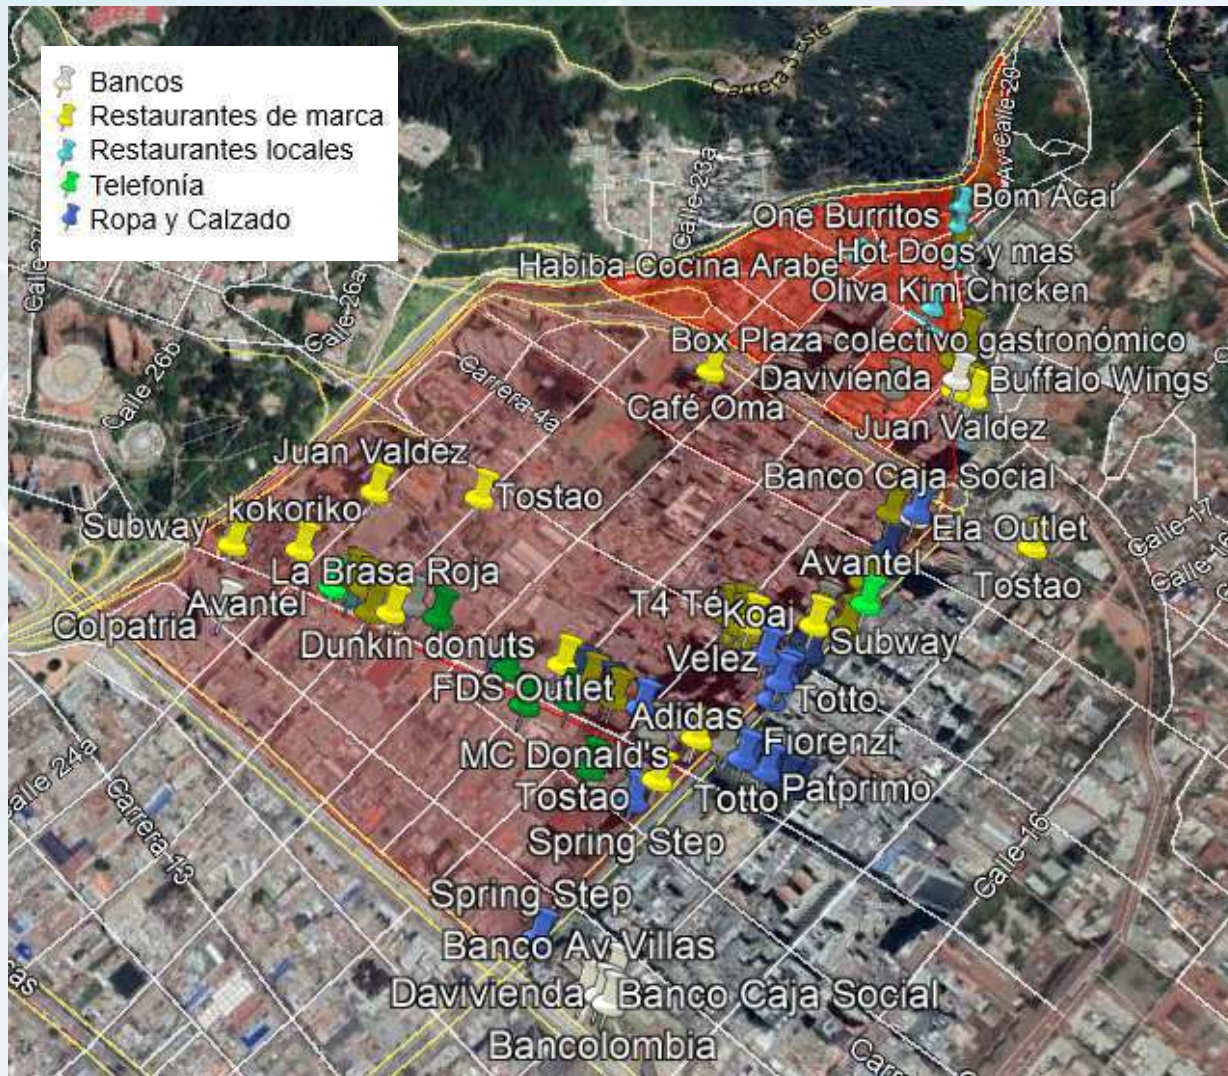 Bancos
Restaurantes de marca
Restaurantes locales
Telefonía
Ropa y Calzado
Carrera 3 Este
Av Calle 20
Calle 23a
Bom Acaí
One Burritos
Hot Dogs y mas
Habiba Cocina Arabe
Oliva Kim Chicken
Calle 26a
Box Plaza colectivo gastronómico
Calle 26b
Carrera 4a
Davivienda
Buffalo Wings
Café Oma
Juan Valdez
Juan Valdez
Banco Caja Social
Tostao
Subway
kokoriko
Ela Outlet
Calle 17
Avantel
La Brasa Roja
Tostao
Avantel
T4 Té
Koaj
Colpatria
Dunkin donuts
Subway
Velez
FDS Outlet
Totto
Adidas
Fiorenzi
MC Donald's
Tostao
Totto
Patprimo
Calle 24a
Carrera 13
Spring Step
Calle 16
Spring Step
Banco Av Villas
Davivienda
Banco Caja Social
Bancolombia